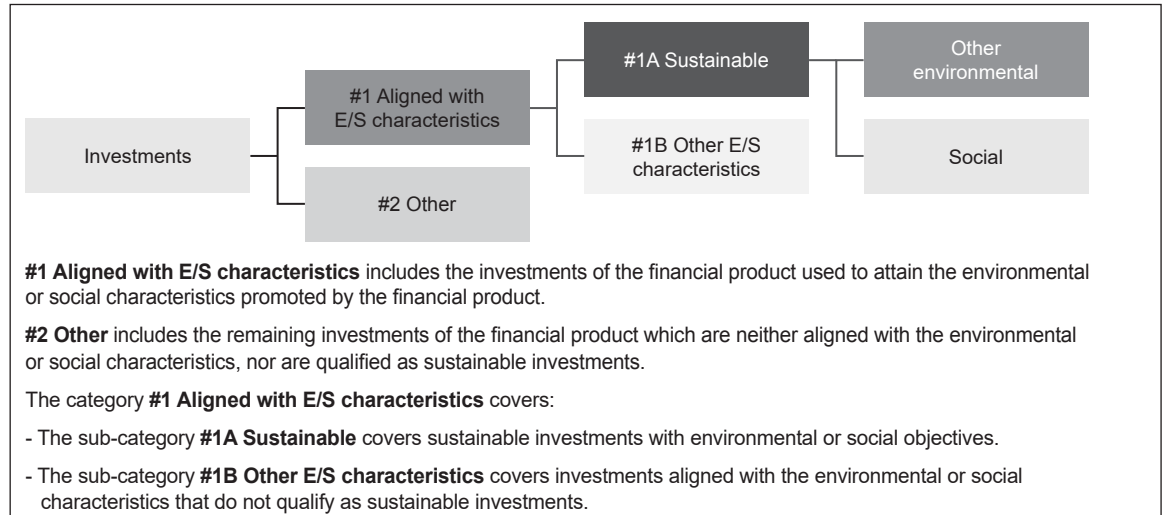 Investments
#1 Aligned with
E/S characteristics
#2 Other
#1A Sustainable
#1B Other E/S
characteristics
Other
environmental
Social
#1 Aligned with E/S characteristics includes the investments of the financial product used to attain the environmental
or social characteristics promoted by the financial product.
#2 Other includes the remaining investments of the financial product which are neither aligned with the environmental
or social characteristics, nor are qualified as sustainable investments.
The category #1 Aligned with E/S characteristics covers:
- The sub-category #1A Sustainable covers sustainable investments with environmental or social objectives.
- The sub-category #1B Other E/S characteristics covers investments aligned with the environmental or social
characteristics that do not qualify as sustainable investments.